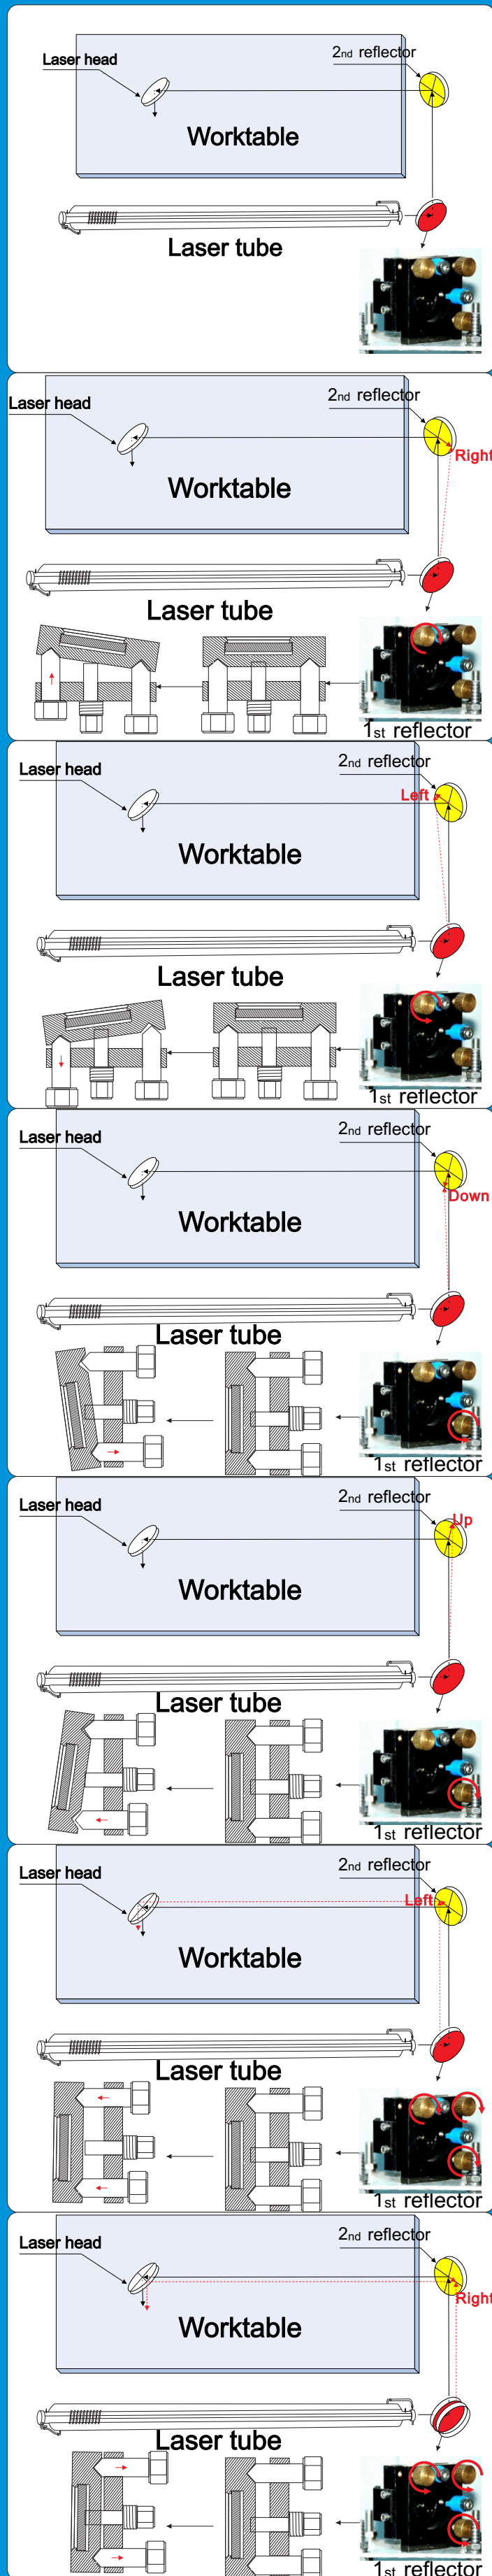 2nd reflector
Laser head
Worktable
Laser tube
2nd reflector
Laser head
Right
Worktable
Laser tube
1st reflector
2nd reflector
Laser head
Left
Worktable
Laser tube
1st reflector
2nd reflector
Laser head
Down
Worktable
Laser tube
1st reflector
2nd reflector
Laser head
Up
Worktable
Laser tube
1st reflector
2nd reflector
Laser head
Left
Worktable
Laser tube
1st reflector
2nd reflector
Laser head
Right
Worktable
Laser tube
1st reflector